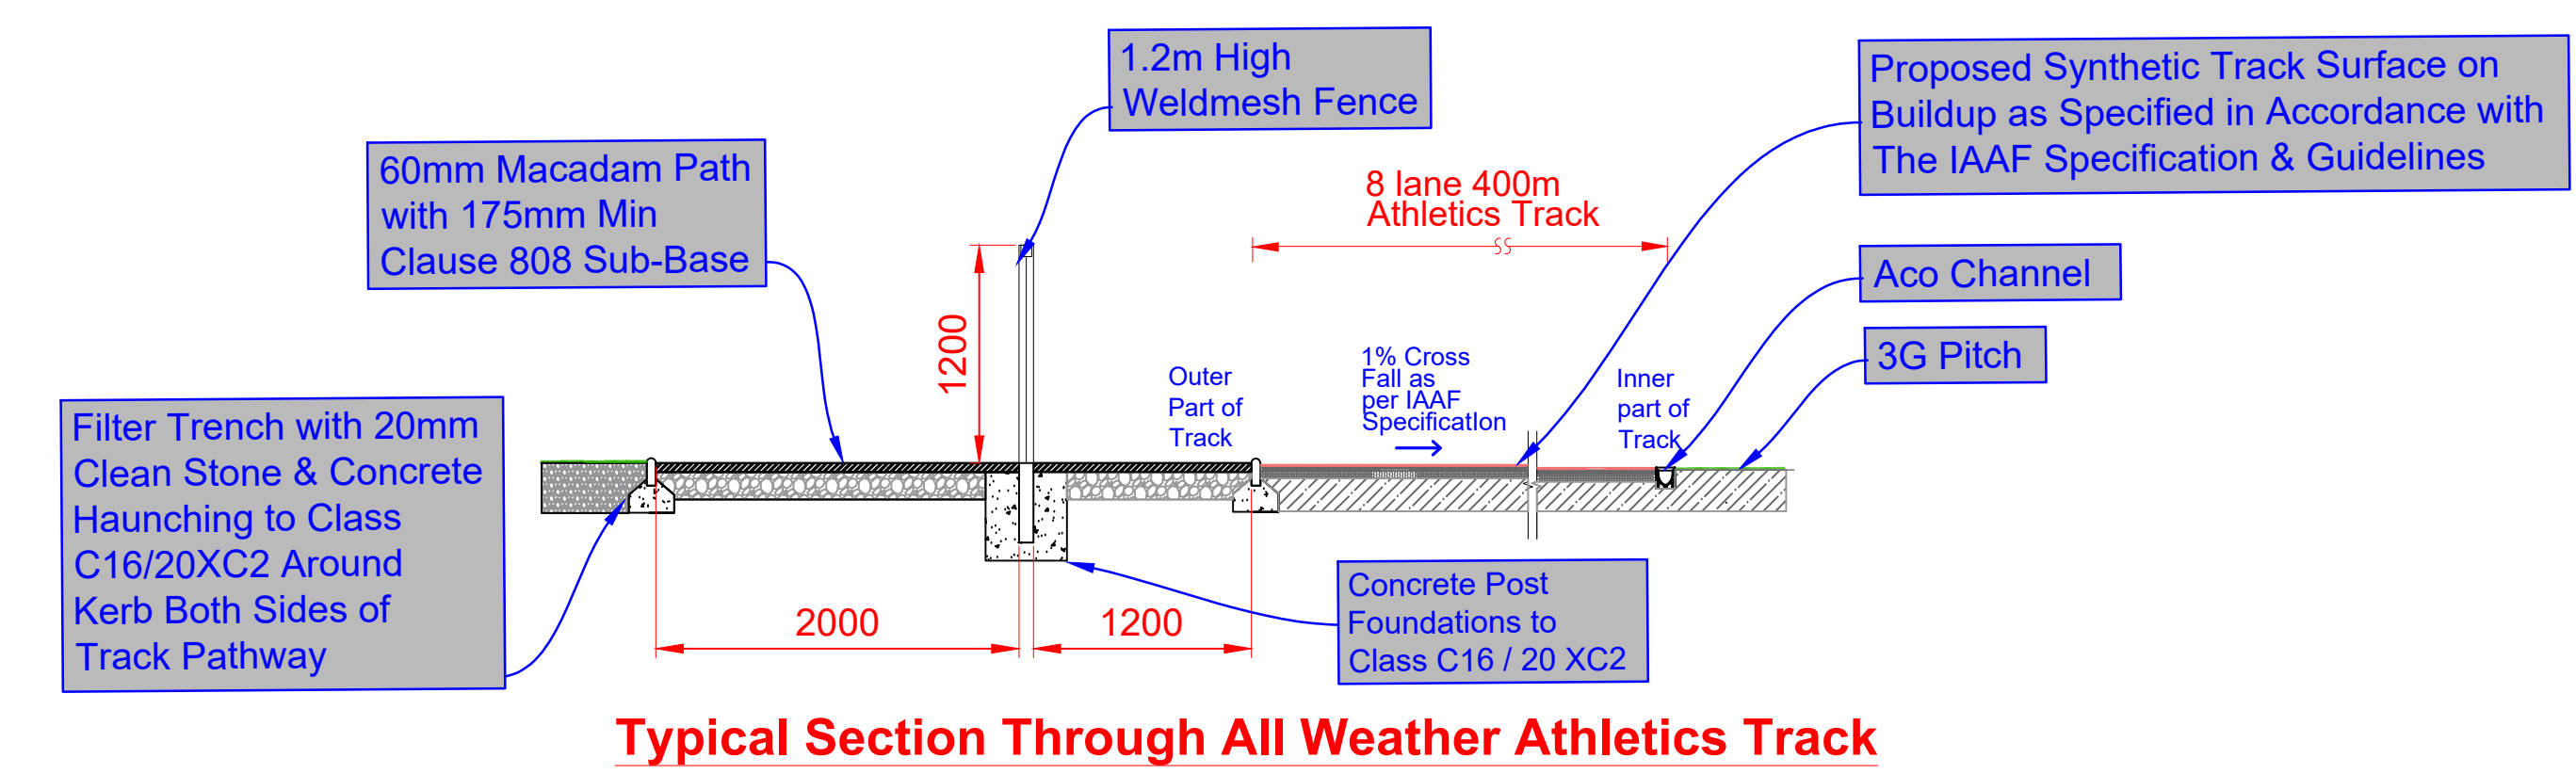 1.2m High
Weldmesh Fence
Proposed Synthetic Track Surface on
Buildup as Specified in Accordance with
The IAAF Specification & Guidelines
60mm Macadam Path
with 175mm Min
Clause 808 Sub-Base
8 lane 400m
Athletics Track
Aco Channel
3G Pitch
1200
Outer
Part of
Track
1% Cross
Fall as
per IAAF
Specification
Inner
part of
Track
Filter Trench with 20mm
Clean Stone & Concrete
Haunching to Class
C16/20XC2 Around
Kerb Both Sides of
Track Pathway
2000
1200
Concrete Post
Foundations to
Class C16 / 20 XC2
Typical Section Through All Weather Athletics Track